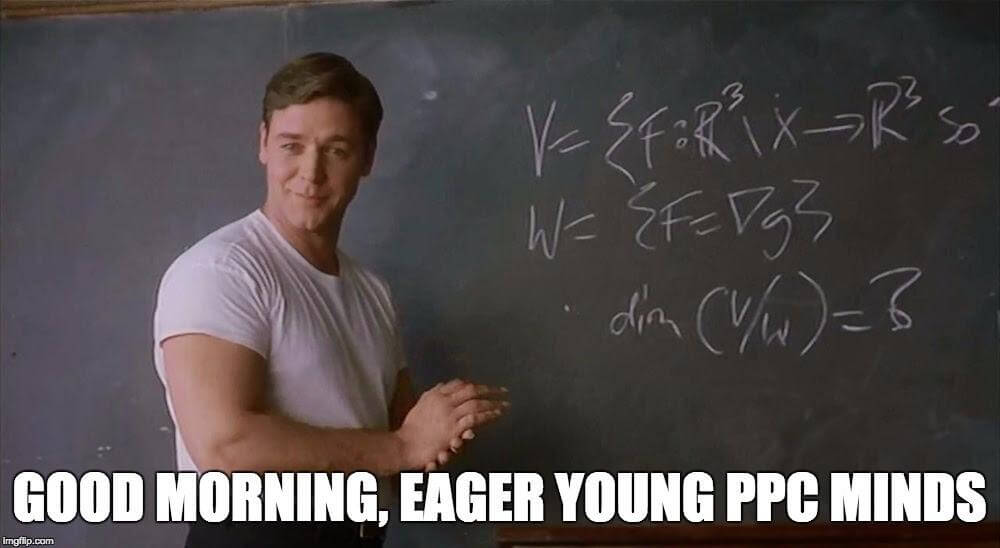 V= {F:ℝ³\X→ℝ³ so
W= {F=∇g}
dim (V/W)=8
GOOD MORNING, EAGER YOUNG PPC MINDS
imgflip.com